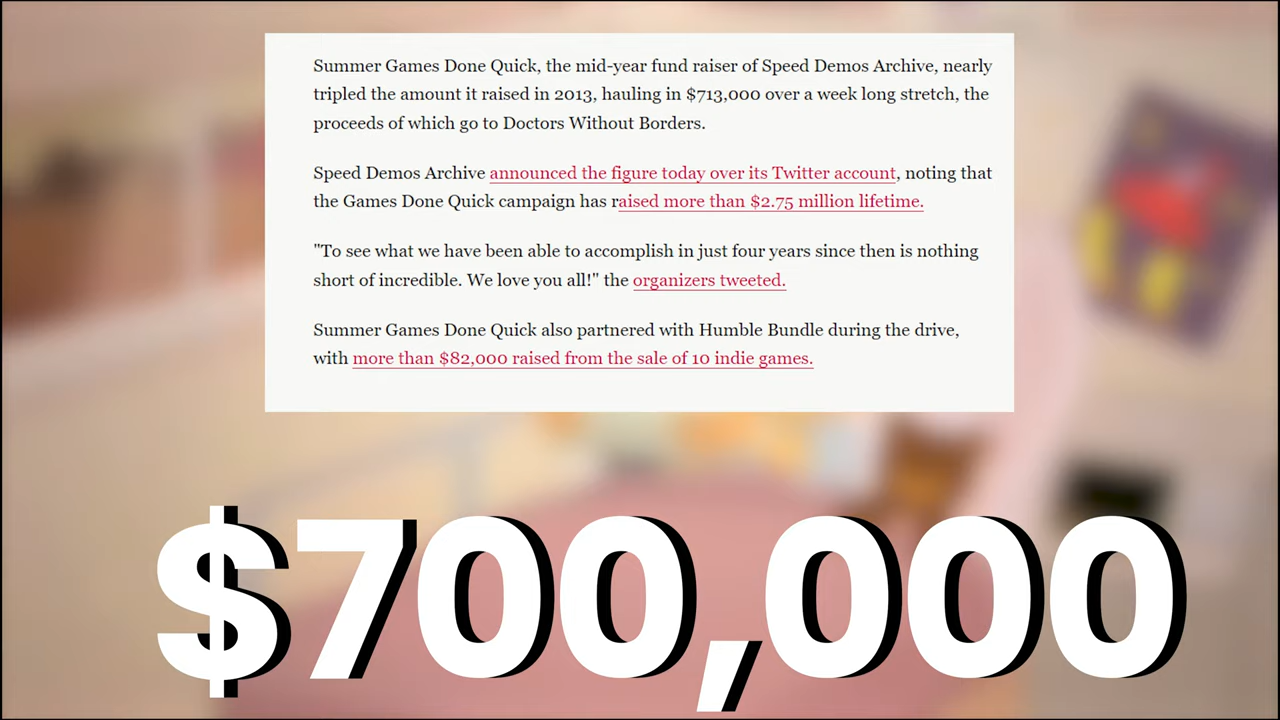 Summer Games Done Quick, the mid-year fund raiser of Speed Demos Archive, nearly
tripled the amount it raised in 2013, hauling in $713,000 over a week long stretch, the
proceeds of which go to Doctors Without Borders.
Speed Demos Archive announced the figure today over its Twitter account, noting that
the Games Done Quick campaign has raised more than $2.75 million lifetime.
"To see what we have been able to accomplish in just four years since then is nothing
short of incredible. We love you all!" the organizers tweeted.
Summer Games Done Quick also partnered with Humble Bundle during the drive,
with more than $82,000 raised from the sale of 10 indie games.
$700,000